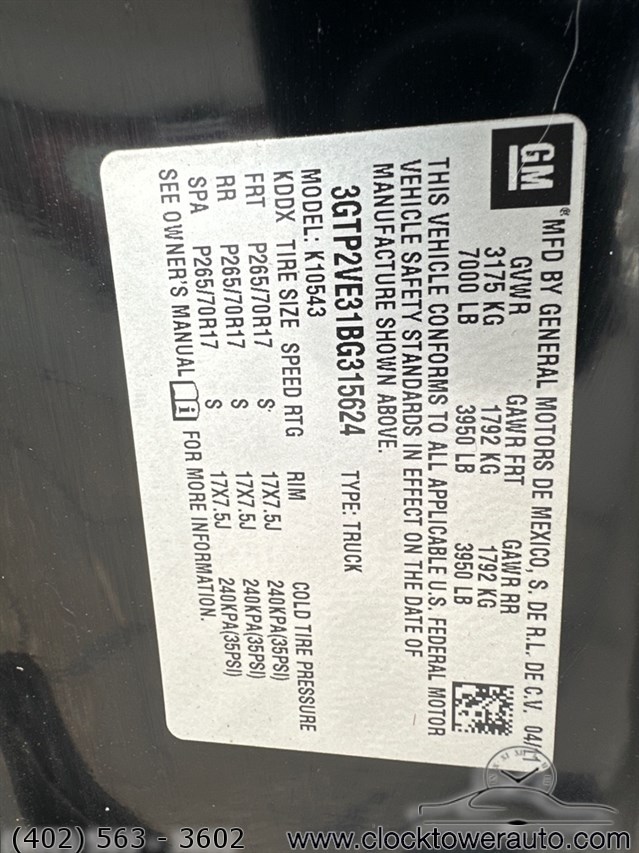 GM
® MFD BY GENERAL MOTORS DE MEXICO, S. DE R.L. DE C.V. 04/11
GVWR GAWR FRT GAWR RR
3175 KG 1792 KG 1792 KG
7000 LB 3950 LB 3950 LB
THIS VEHICLE CONFORMS TO ALL APPLICABLE U.S. FEDERAL MOTOR
VEHICLE SAFETY STANDARDS IN EFFECT ON THE DATE OF
MANUFACTURE SHOWN ABOVE.
3GTP2VE31BG315624 TYPE: TRUCK
MODEL: K10543
KDDX TIRE SIZE SPEED RTG RIM COLD TIRE PRESSURE
FRT P265/70R17 S 17X7.5J 240KPA(35PSI)
RR P265/70R17 S 17X7.5J 240KPA(35PSI)
SPA P265/70R17 S 17X7.5J 240KPA(35PSI)
SEE OWNER'S MANUAL i FOR MORE INFORMATION.
(402) 563 - 3602 www.clocktowerauto.com